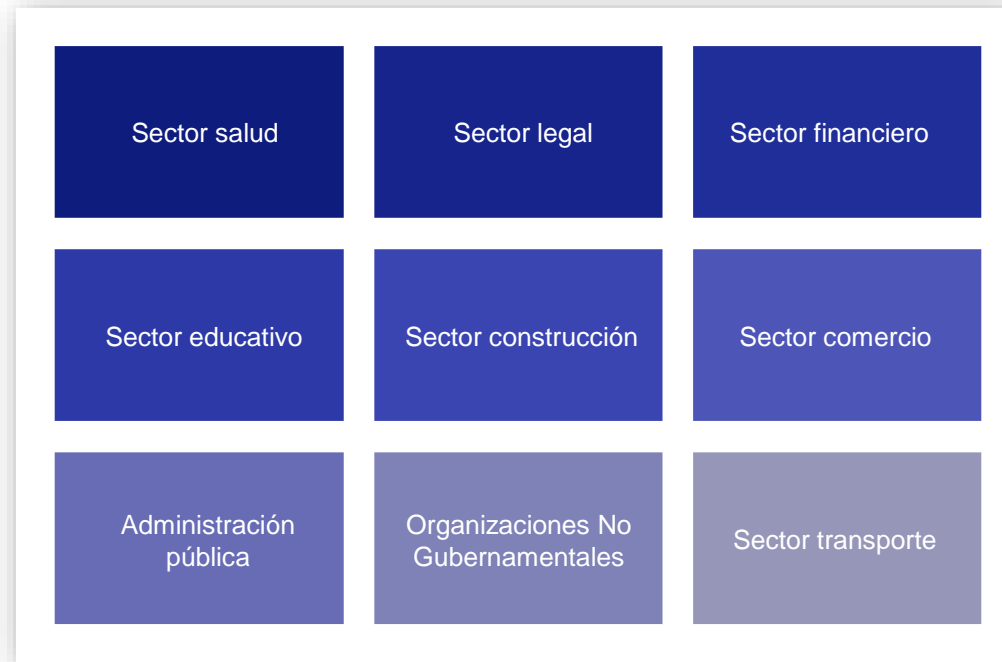 Sector salud
Sector legal
Sector financiero
Sector educativo
Sector construcción
Sector comercio
Administración
pública
Organizaciones No
Gubernamentales
Sector transporte